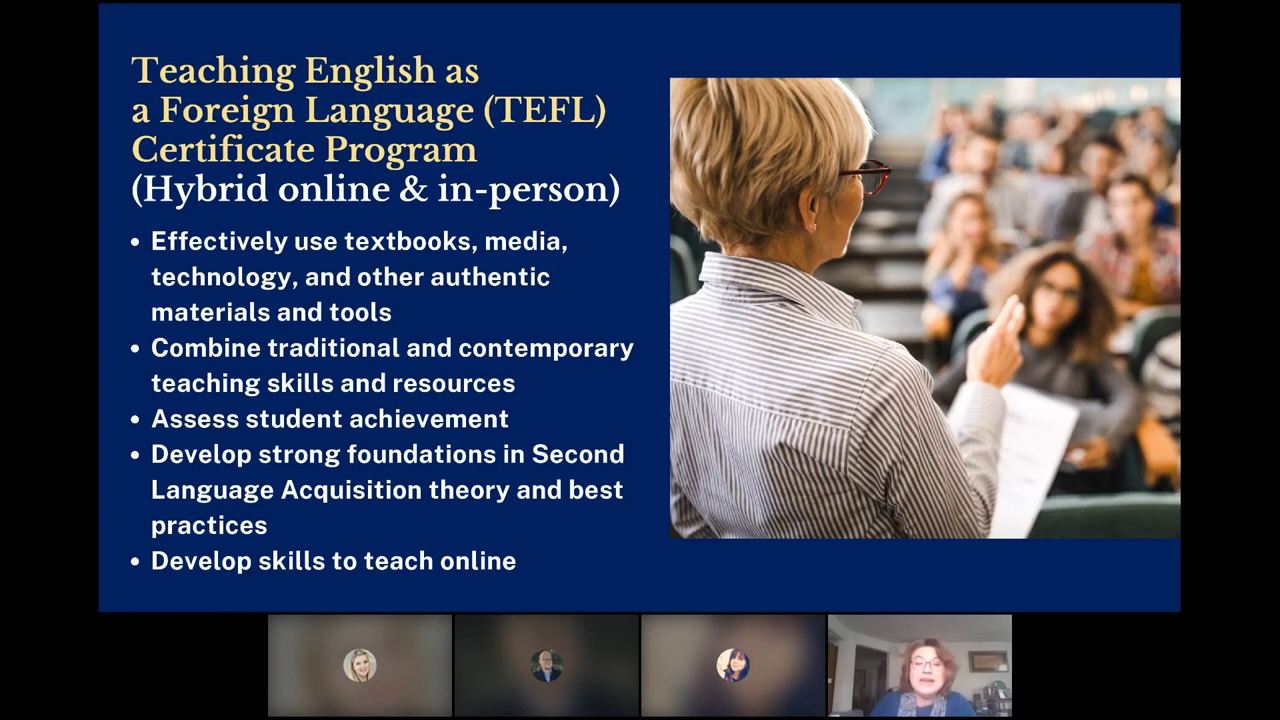 Teaching English as
a Foreign Language (TEFL)
Certificate Program
(Hybrid online & in-person)
• Effectively use textbooks, media,
technology, and other authentic
materials and tools
• Combine traditional and contemporary
teaching skills and resources
• Assess student achievement
• Develop strong foundations in Second
Language Acquisition theory and best
practices
• Develop skills to teach online